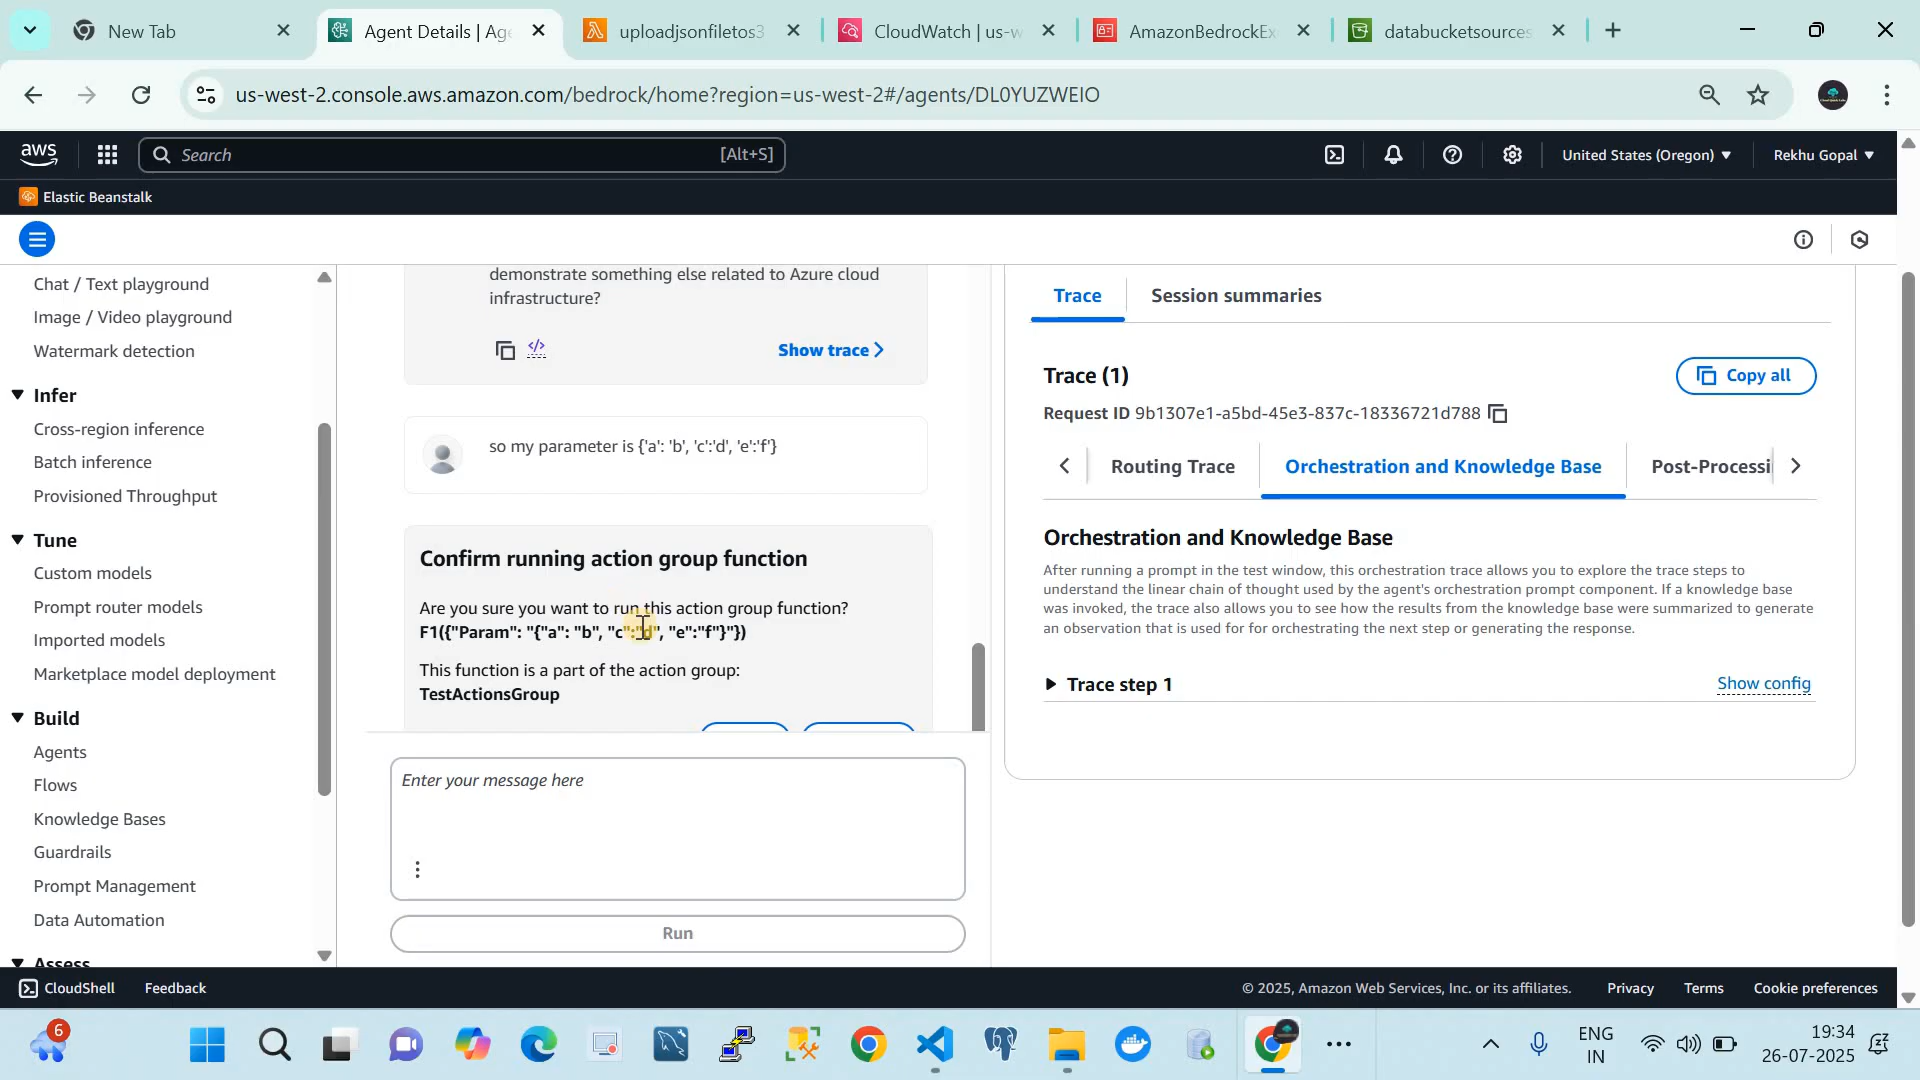 New Tab
Agent Details | Age
uploadjsonfiletos3
CloudWatch | us-w
AmazonBedrockEx
databucketsources
us-west-2.console.aws.amazon.com/bedrock/home?region=us-west-2#/agents/DL0YUZWEIO
aws
Search
[Alt+S]
United States (Oregon)
Rekhu Gopal
Elastic Beanstalk
Chat / Text playground
Image / Video playground
Watermark detection
Infer
Cross-region inference
Batch inference
Provisioned Throughput
Tune
Custom models
Prompt router models
Imported models
Marketplace model deployment
Build
Agents
Flows
Knowledge Bases
Guardrails
Prompt Management
Data Automation
Assess
demonstrate something else related to Azure cloud
infrastructure?
Show trace
so my parameter is {'a': 'b', 'c':'d', 'e':'f'}
Confirm running action group function
Are you sure you want to run this action group function?
F1({"Param": "{"a": "b", "c":"d", "e":"f"}"})
This function is a part of the action group:
TestActionsGroup
Enter your message here
Run
Trace
Session summaries
Trace (1)
Copy all
Request ID 9b1307e1-a5bd-45e3-837c-18336721d788
Routing Trace
Orchestration and Knowledge Base
Post-Processi
Orchestration and Knowledge Base
After running a prompt in the test window, this orchestration trace allows you to explore the trace steps to
understand the linear chain of thought used by the agent's orchestration prompt component. If a knowledge base
was invoked, the trace also allows you to see how the results from the knowledge base were summarized to generate
an observation that is used for for orchestrating the next step or generating the response.
Trace step 1
Show config
CloudShell
Feedback
© 2025, Amazon Web Services, Inc. or its affiliates.
Privacy
Terms
Cookie preferences
6
ENG
IN
19:34
26-07-2025